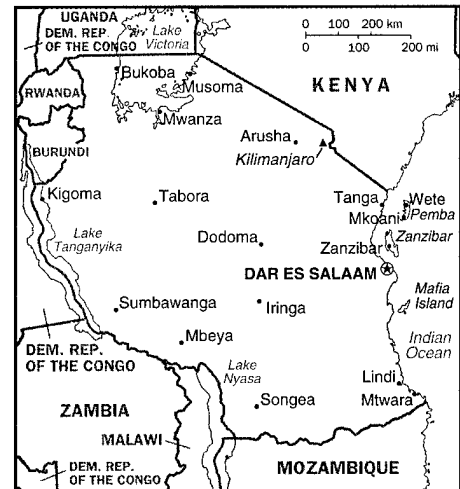 UGANDA
DEM. REP.
OF THE CONGO
Lake
Victoria
0 100 200 km
0 100 200 mi
KENYA
Bukoba
Musoma
RWANDA
Mwanza
Arusha
Kilimanjaro
BURUNDI
Kigoma
Tabora
Tanga
Wete
Mkoani
Pemba
Lake
Tanganyika
Dodoma
Zanzibar
Zanzibar
DAR ES SALAAM
Mafia
Island
Sumbawanga
Iringa
Indian
Ocean
Mbeya
DEM. REP.
OF THE CONGO
Lake
Nyasa
Lindi
Mtwara
Songea
ZAMBIA
MALAWI
DEM. REP.
OF THE CONGO
MOZAMBIQUE